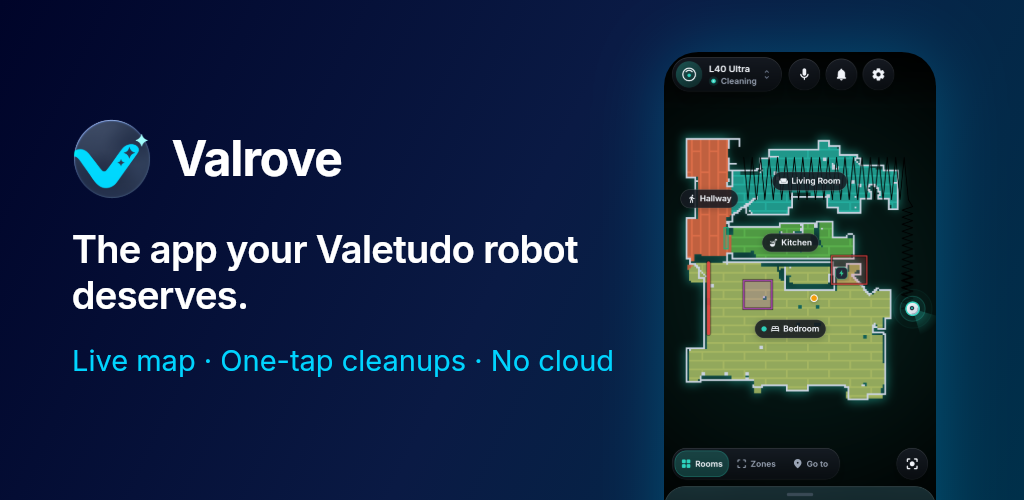 Valrove
The app your Valetudo robot
deserves.
Live map · One-tap cleanups · No cloud
L40 Ultra
Cleaning
Living Room
Hallway
Kitchen
Bedroom
Rooms
Zones
Go to